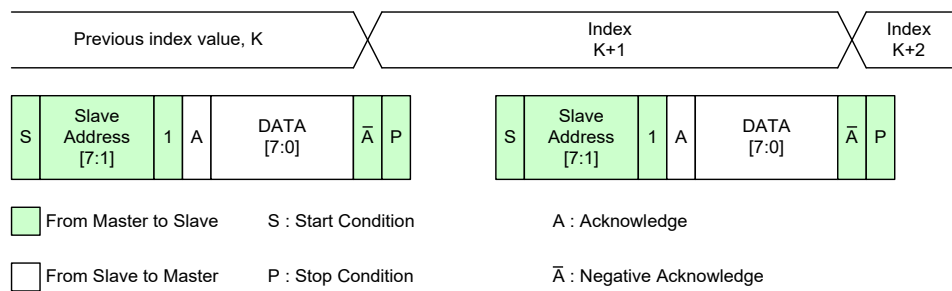 Previous index value, K
Index
K+1
Index
K+2
S
Slave
Address
[7:1]
1
A
DATA
[7:0]
A̅
P
S
Slave
Address
[7:1]
1
A
DATA
[7:0]
A̅
P
From Master to Slave
S : Start Condition
A : Acknowledge
From Slave to Master
P : Stop Condition
A̅ : Negative Acknowledge